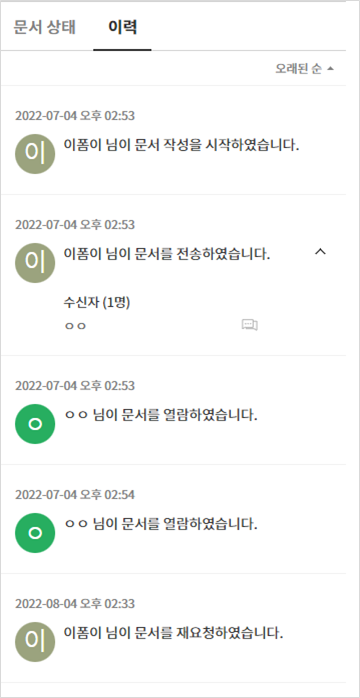 문서 상태 이력
오래된 순
2022-07-04 오후 02:53
이
이폼이 님이 문서 작성을 시작하였습니다.
2022-07-04 오후 02:53
이
이폼이 님이 문서를 전송하였습니다.
수신자 (1명)
ㅇㅇ
2022-07-04 오후 02:53
ㅇ
ㅇㅇ 님이 문서를 열람하였습니다.
2022-07-04 오후 02:54
ㅇ
ㅇㅇ 님이 문서를 열람하였습니다.
2022-08-04 오후 02:33
이
이폼이 님이 문서를 재요청하였습니다.